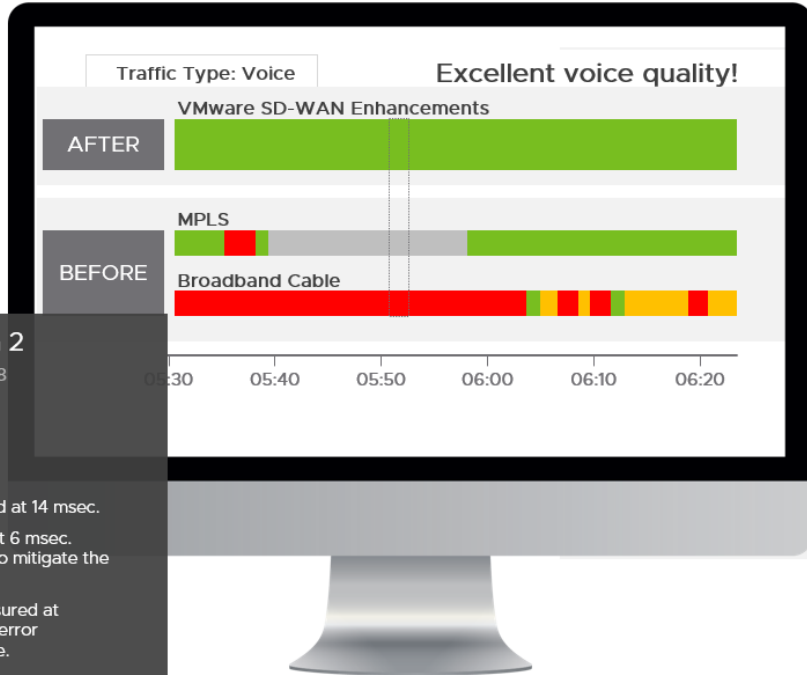 Traffic Type: Voice
Excellent voice quality!
VMware SD-WAN Enhancements
AFTER
MPLS
BEFORE
Broadband Cable
2
05:30 05:40 05:50 06:00 06:10 06:20
at 14 msec.
6 msec.
mitigate the
at
error